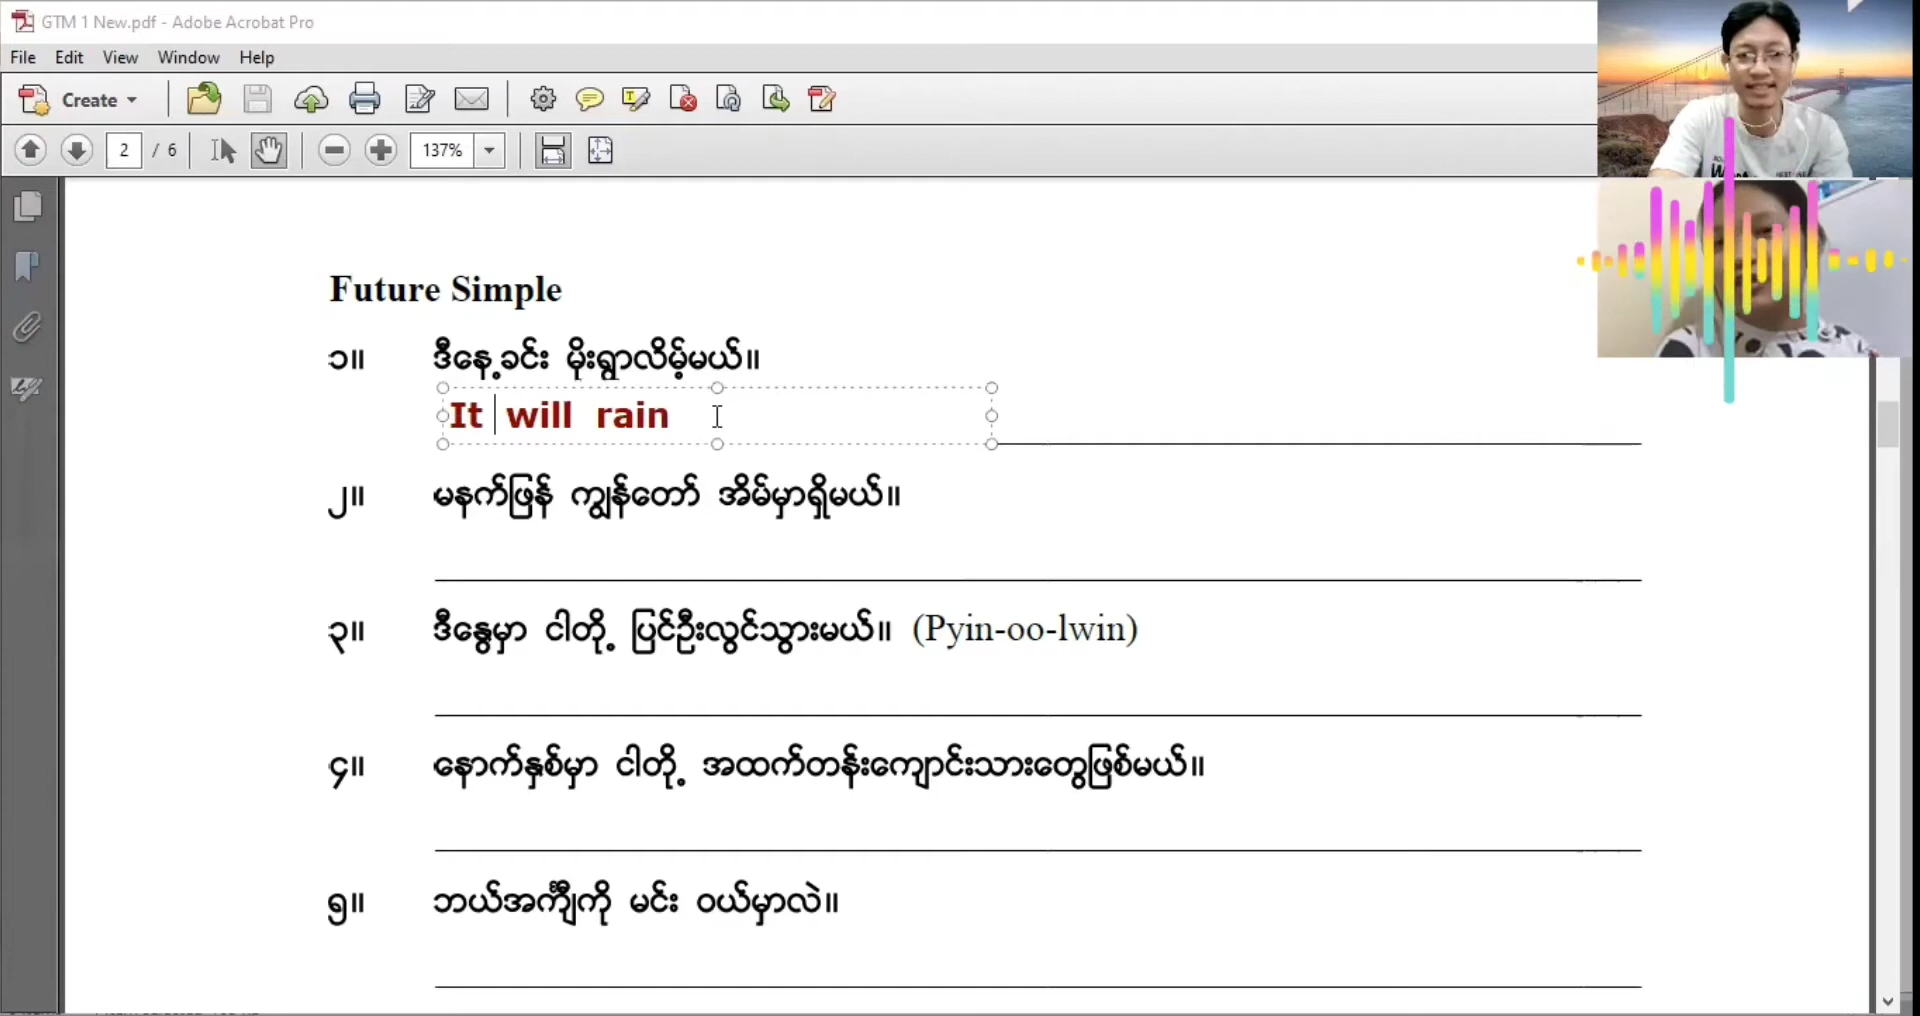 GTM 1 New.pdf - Adobe Acrobat Pro
File Edit View Window Help
Create
2 / 6 137%
Future Simple
၁။ ဒီနေ့ခင်း မိုးရွာလိမ့်မယ်။
It will rain
၂။ မနက်ဖြန် ကျွန်တော် အိမ်မှာရှိမယ်။
၃။ ဒီနွေမှာ ငါတို့ ပြင်ဦးလွင်သွားမယ်။ (Pyin-oo-lwin)
၄။ နောက်နှစ်မှာ ငါတို့ အထက်တန်းကျောင်းသားတွေဖြစ်မယ်။
၅။ ဘယ်အင်္ကျီကို မင်း ဝယ်မှာလဲ။